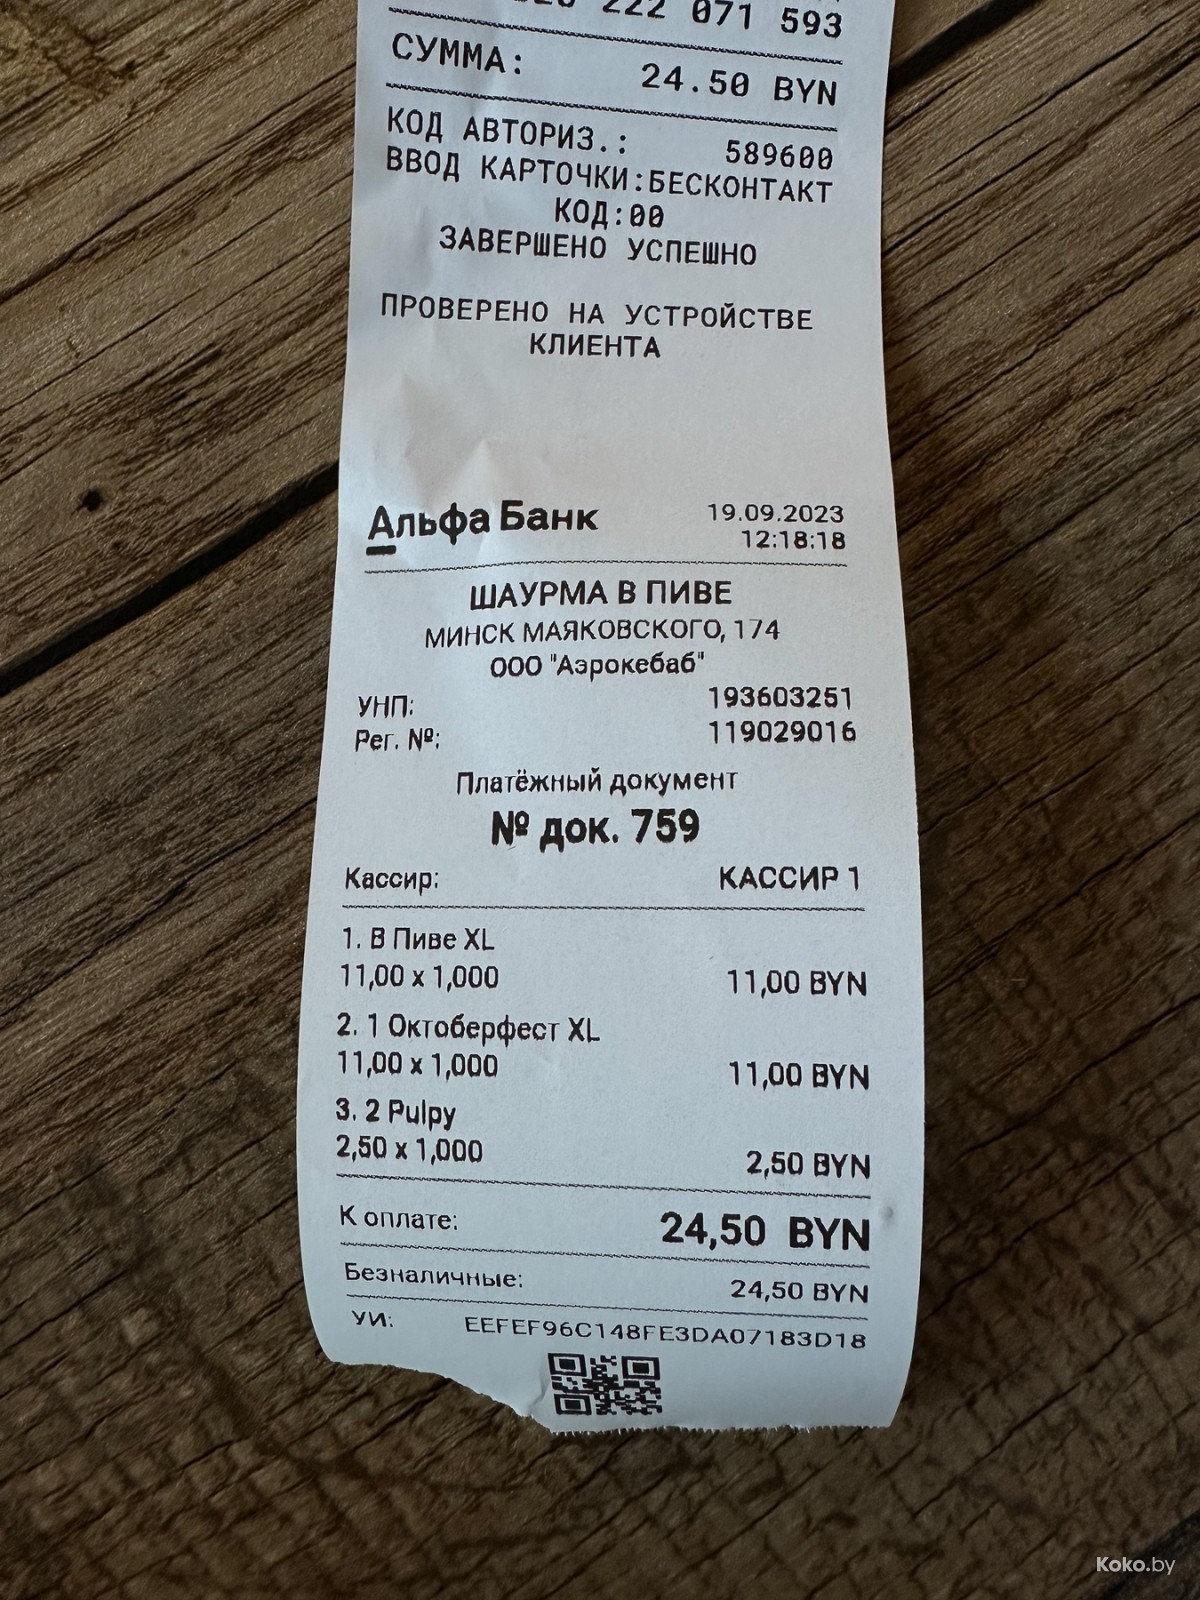 222 071 593
СУММА: 24.50 BYN
КОД АВТОРИЗ.: 589600
ВВОД КАРТОЧКИ:БЕСКОНТАКТ
КОД:00
ЗАВЕРШЕНО УСПЕШНО
ПРОВЕРЕНО НА УСТРОЙСТВЕ
КЛИЕНТА
Альфа Банк 19.09.2023
12:18:18
ШАУРМА В ПИВЕ
МИНСК МАЯКОВСКОГО, 174
ООО "Аэрокебаб"
УНП: 193603251
Рег. №: 119029016
Платёжный документ
№ док. 759
Кассир: КАССИР 1
1. В Пиве XL
11,00 x 1,000 11,00 BYN
2. 1 Октоберфест XL
11,00 x 1,000 11,00 BYN
3. 2 Pulpy
2,50 x 1,000 2,50 BYN
К оплате: 24,50 BYN
Безналичные: 24,50 BYN
УИ: EEFEF96C148FE3DA07183D18
Koko.by